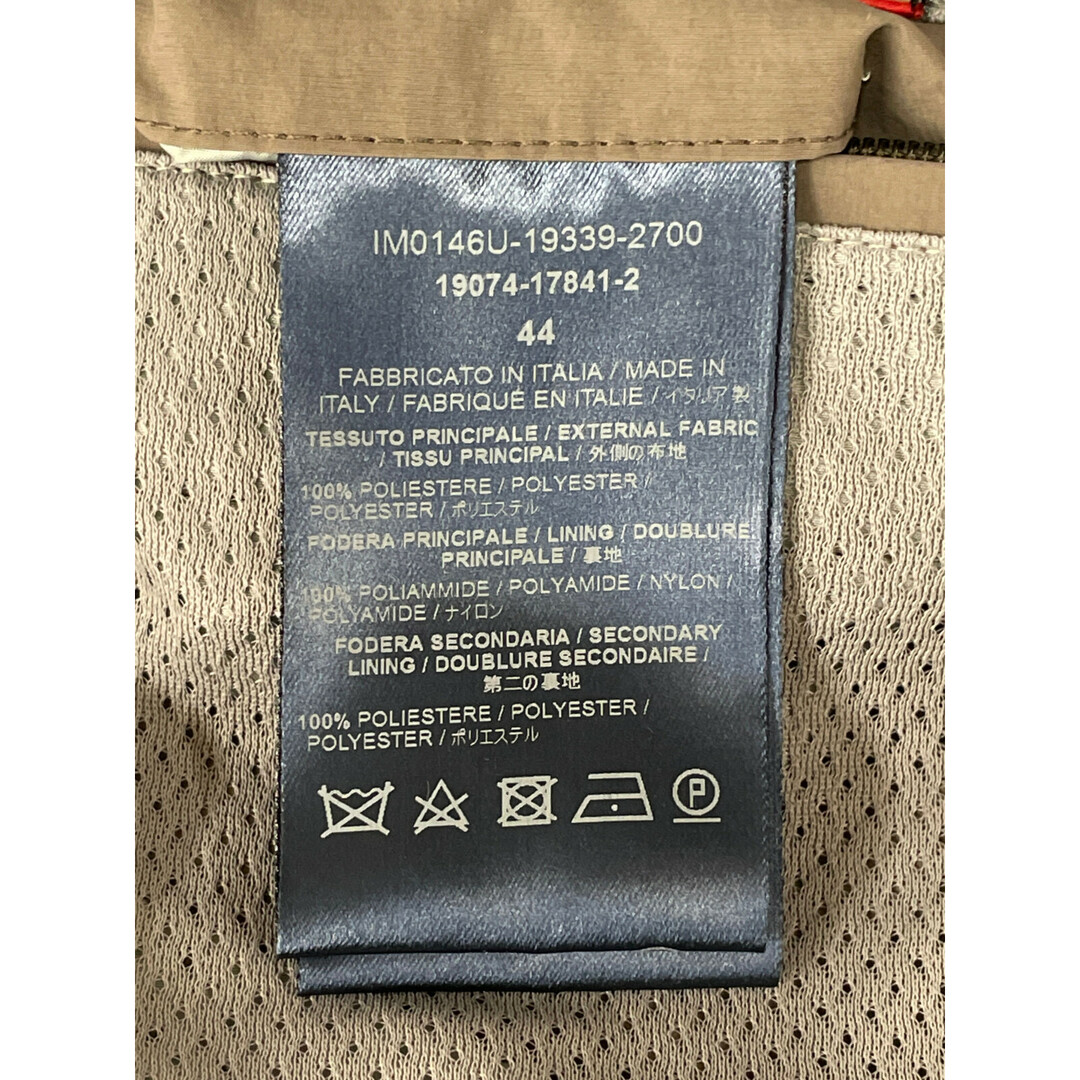 IM0146U-19339-2700
19074-17841-2
44
FABBRICATO IN ITALIA / MADE IN
ITALY / FABRIQUE EN ITALIE / イタリア製
TESSUTO PRINCIPALE / EXTERNAL FABRIC
/ TISSU PRINCIPAL / 外側の布地
100% POLIESTERE / POLYESTER /
POLYESTER / ポリエステル
FODERA PRINCIPALE / LINING / DOUBLURE
PRINCIPALE / 裏地
100% POLIAMMIDE / POLYAMIDE / NYLON /
POLYAMIDE / ナイロン
FODERA SECONDARIA / SECONDARY
LINING / DOUBLURE SECONDAIRE /
第二の裏地
100% POLIESTERE / POLYESTER /
POLYESTER / ポリエステル
P